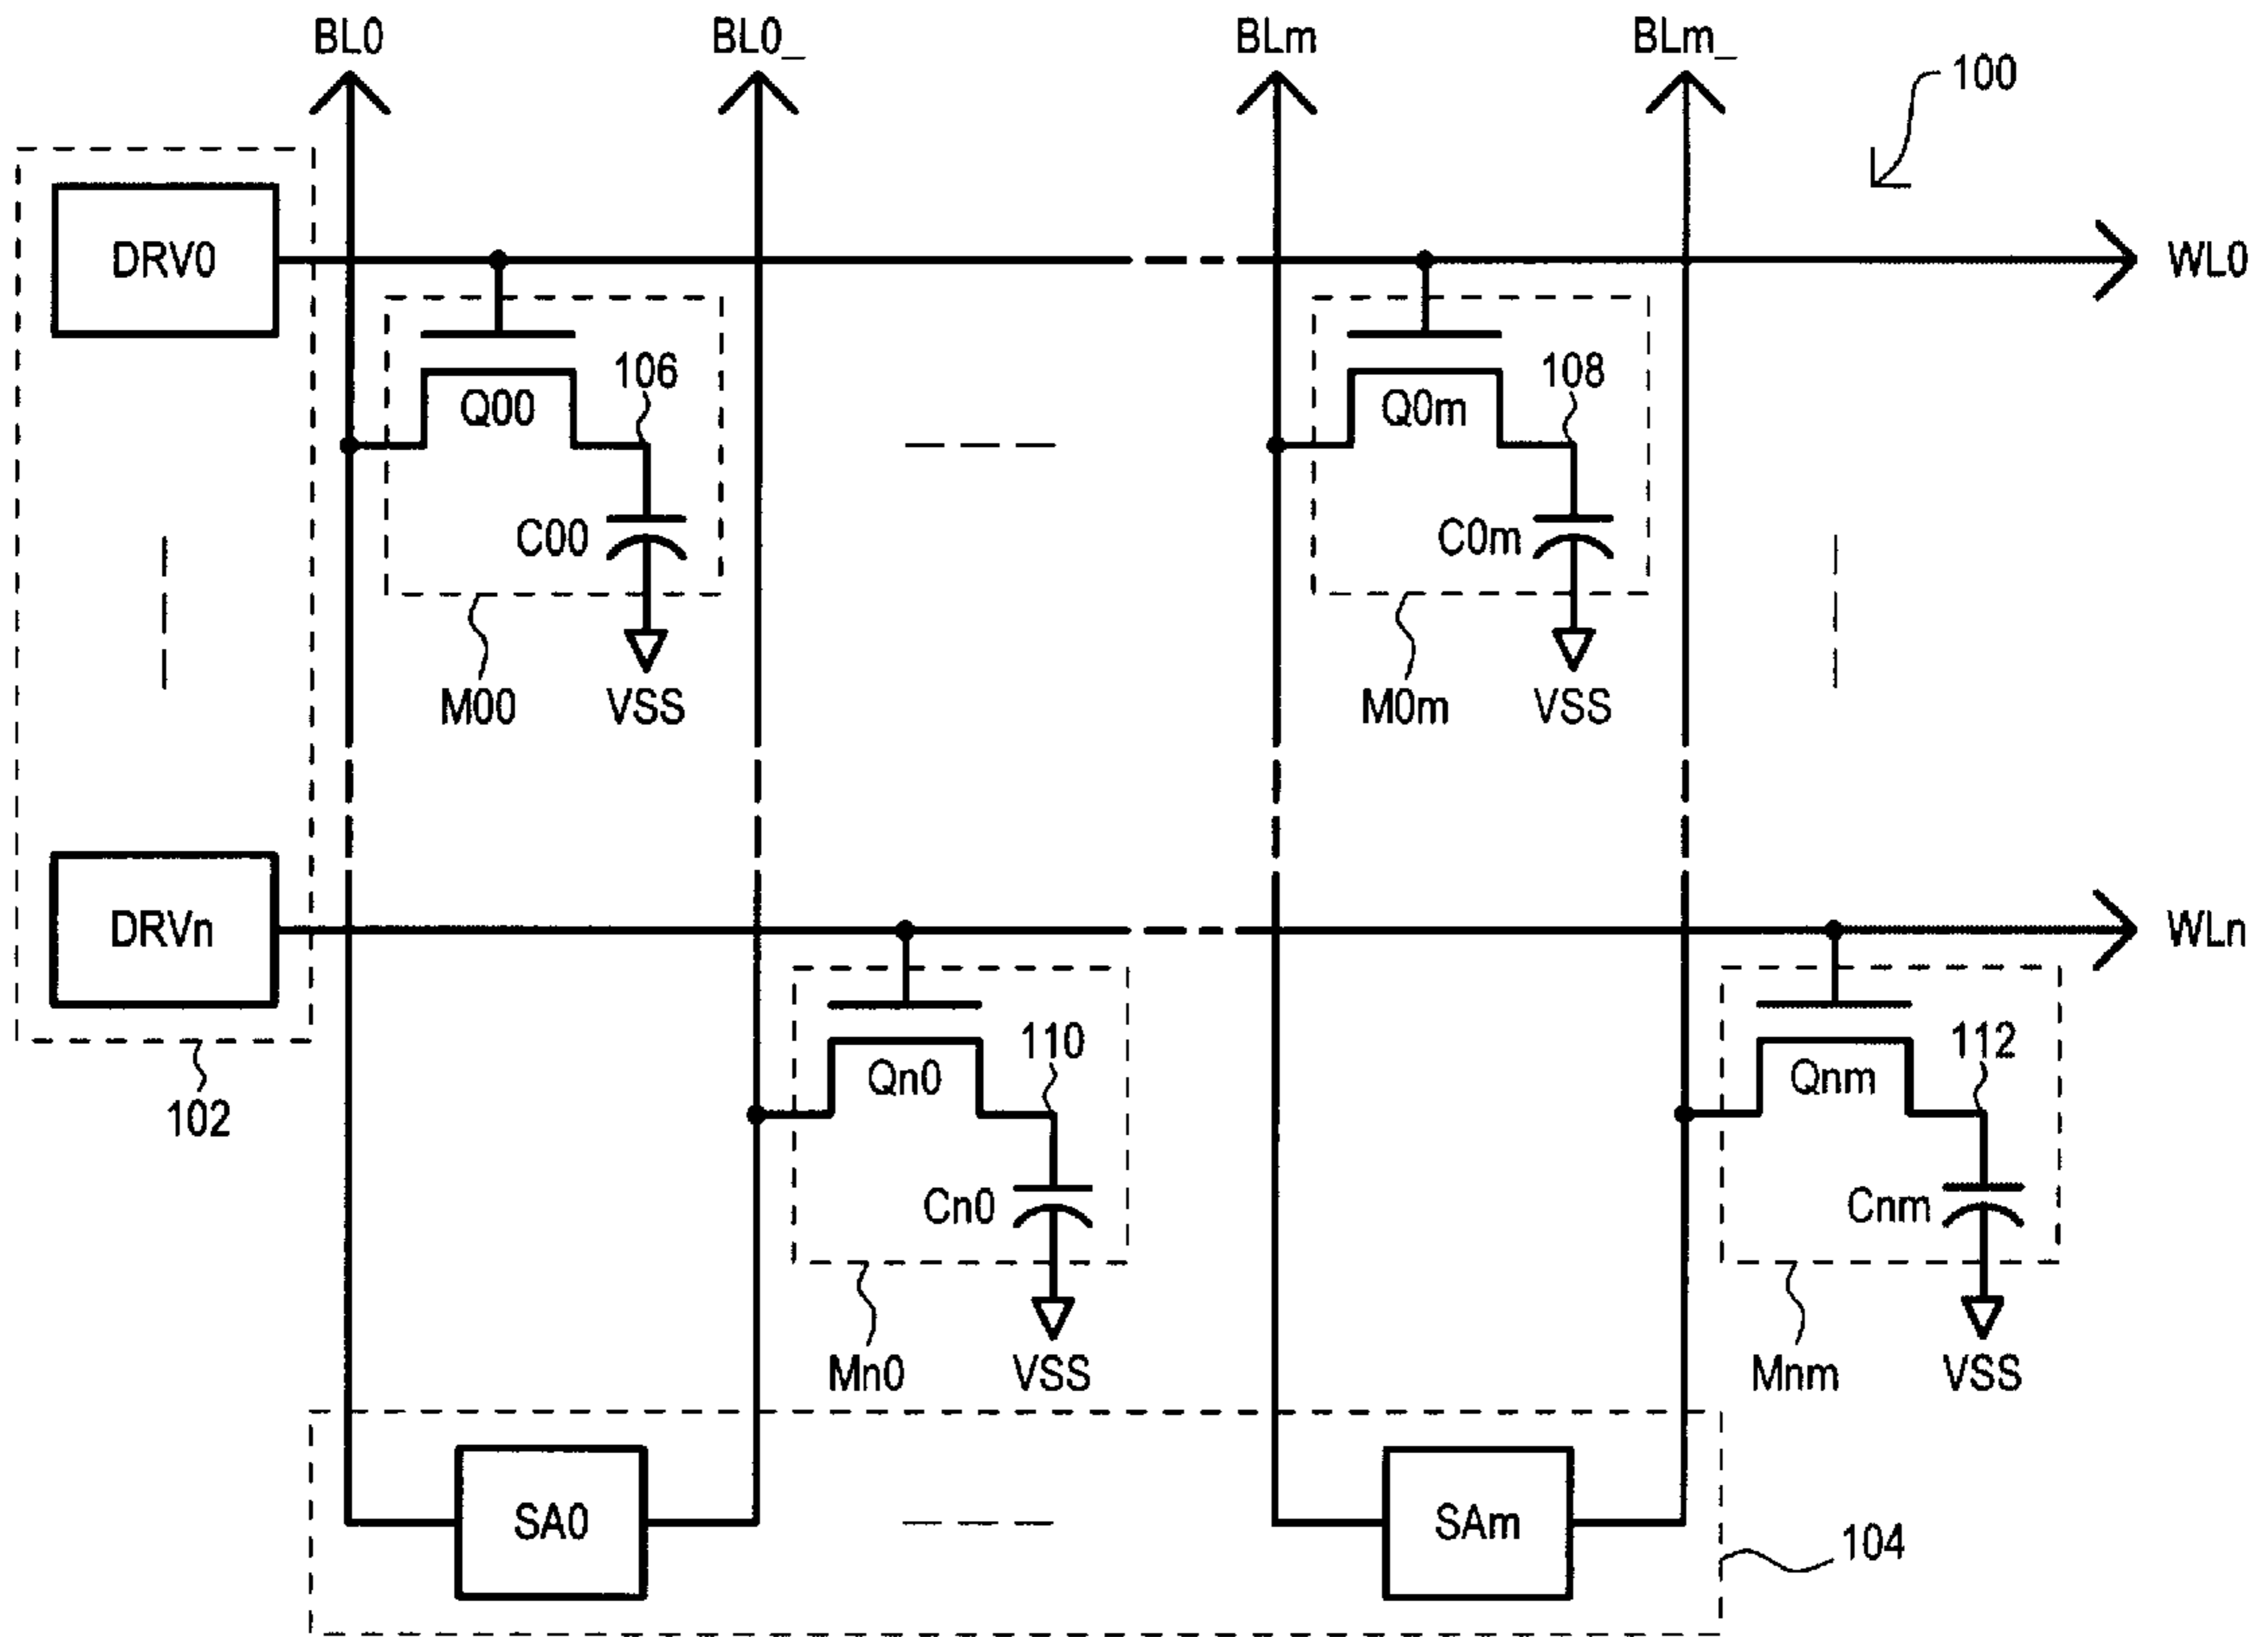 BL0 BL0_ BLm BLm_
100
DRV0 WL0
106 108
Q00 Q0m
C00 C0m
M00 VSS M0m VSS
DRVn WLn
110 112
Qn0 Qnm
102
Cn0 Cnm
Mn0 VSS Mnm VSS
SA0 SAm
104